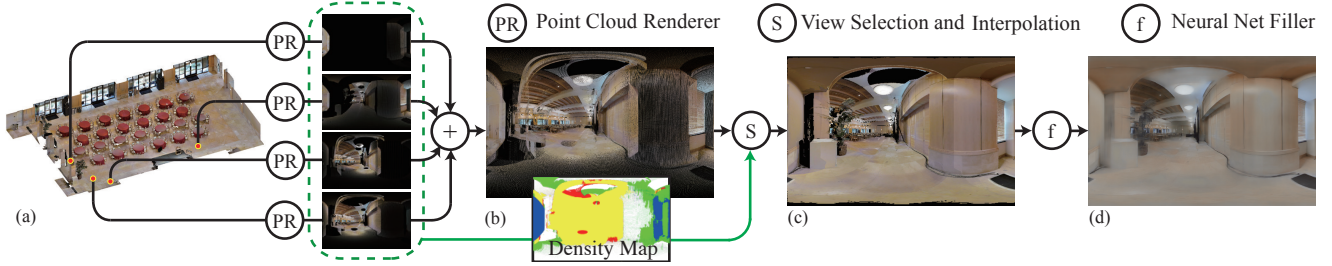 PR Point Cloud Renderer
S View Selection and Interpolation
f Neural Net Filler
PR
PR
PR
PR
+
S
f
(a)
(b)
Density Map
(c)
(d)